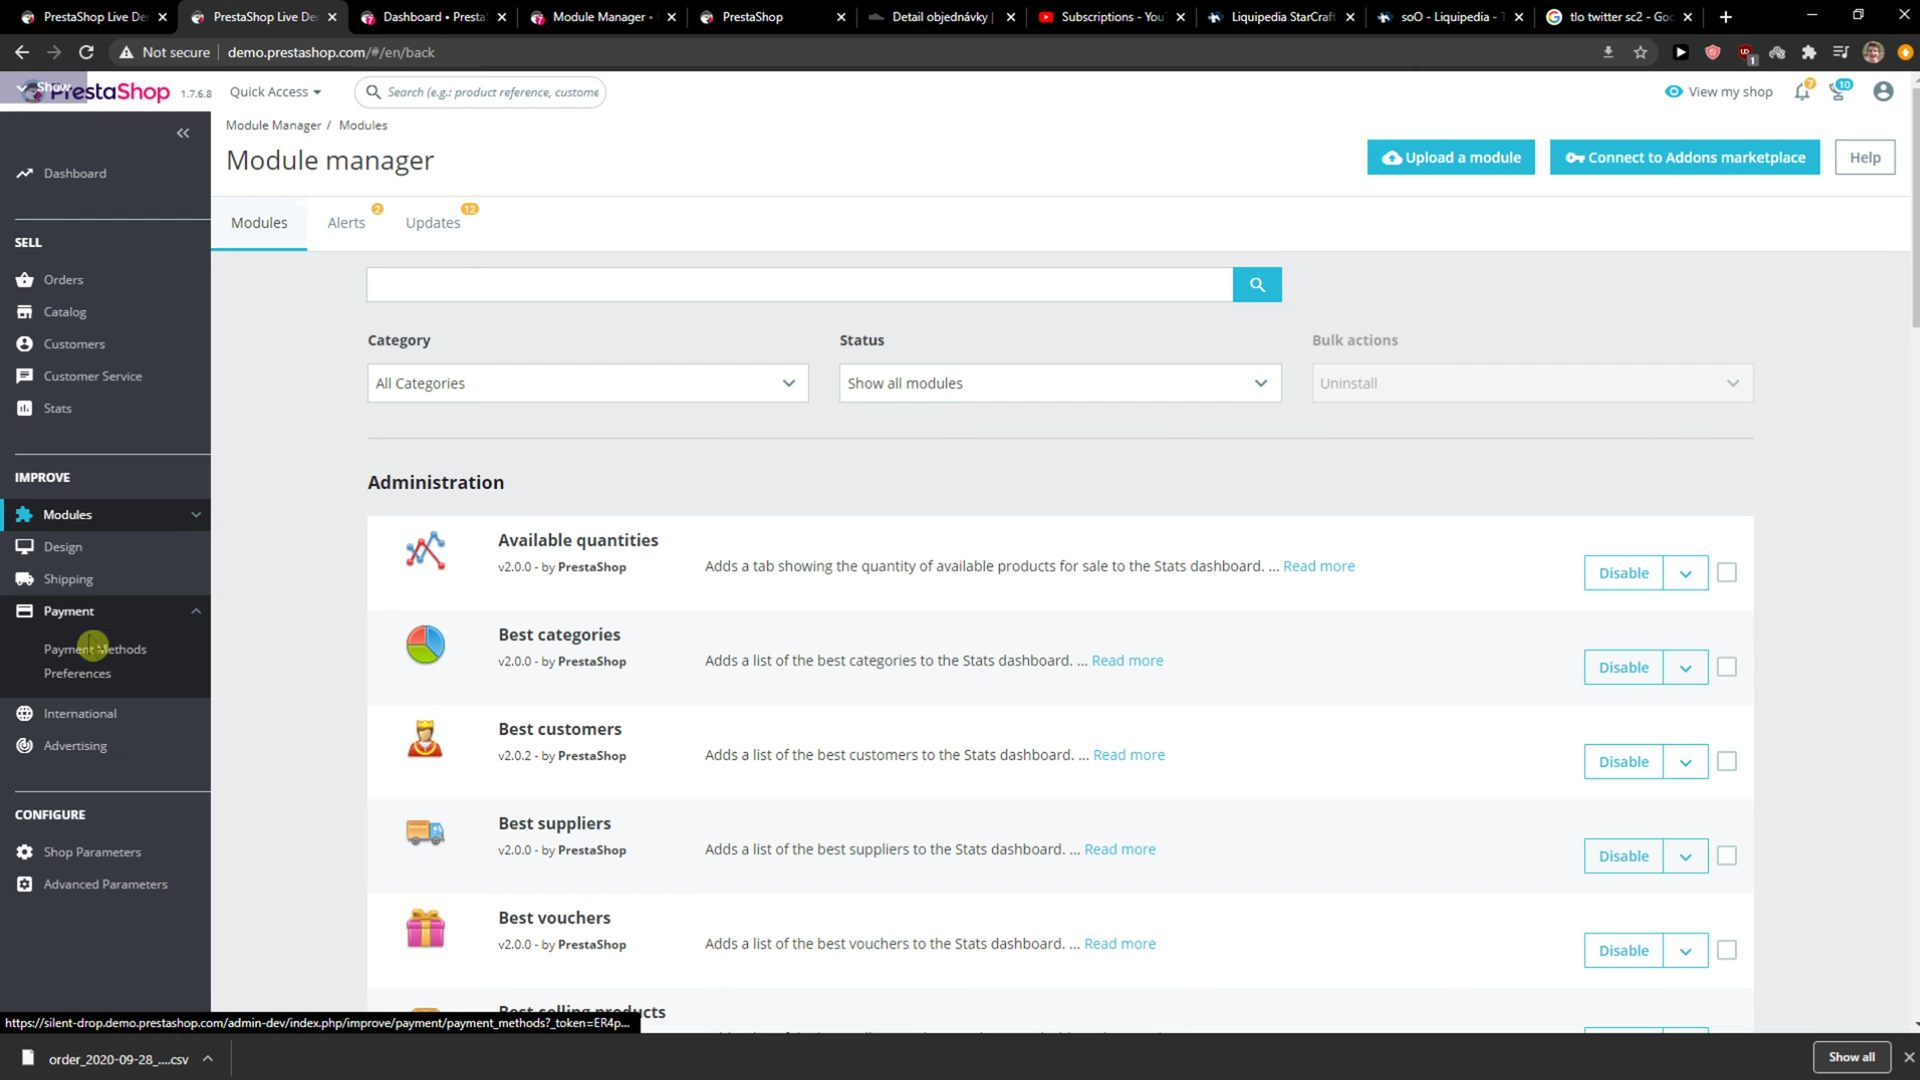 PrestaShop Live De
PrestaShop Live De
Dashboard • Presta
Module Manager •
PrestaShop
Detail objednávky |
Subscriptions - You
Liquipedia StarCraft
soO - Liquipedia - T
tlo twitter sc2 - Goo
Not secure
demo.prestashop.com/#/en/back
PrestaShop 1.7.6.8
Quick Access
Search (e.g.: product reference, custome
View my shop
7
10
Module Manager / Modules
Module manager
Upload a module
Connect to Addons marketplace
Help
Modules
Alerts 2
Updates 12
Dashboard
SELL
Orders
Catalog
Customers
Customer Service
Stats
IMPROVE
Modules
Design
Shipping
Payment
Payment Methods
Preferences
International
Advertising
CONFIGURE
Shop Parameters
Advanced Parameters
Category
All Categories
Status
Show all modules
Bulk actions
Uninstall
Administration
Available quantities
v2.0.0 - by PrestaShop
Adds a tab showing the quantity of available products for sale to the Stats dashboard. ... Read more
Disable
Best categories
v2.0.0 - by PrestaShop
Adds a list of the best categories to the Stats dashboard. ... Read more
Disable
Best customers
v2.0.2 - by PrestaShop
Adds a list of the best customers to the Stats dashboard. ... Read more
Disable
Best suppliers
v2.0.0 - by PrestaShop
Adds a list of the best suppliers to the Stats dashboard. ... Read more
Disable
Best vouchers
v2.0.0 - by PrestaShop
Adds a list of the best vouchers to the Stats dashboard. ... Read more
Disable
Best selling products
https://silent-drop.demo.prestashop.com/admin-dev/index.php/improve/payment/payment_methods?_token=ER4p...
order_2020-09-28_....csv
Show all